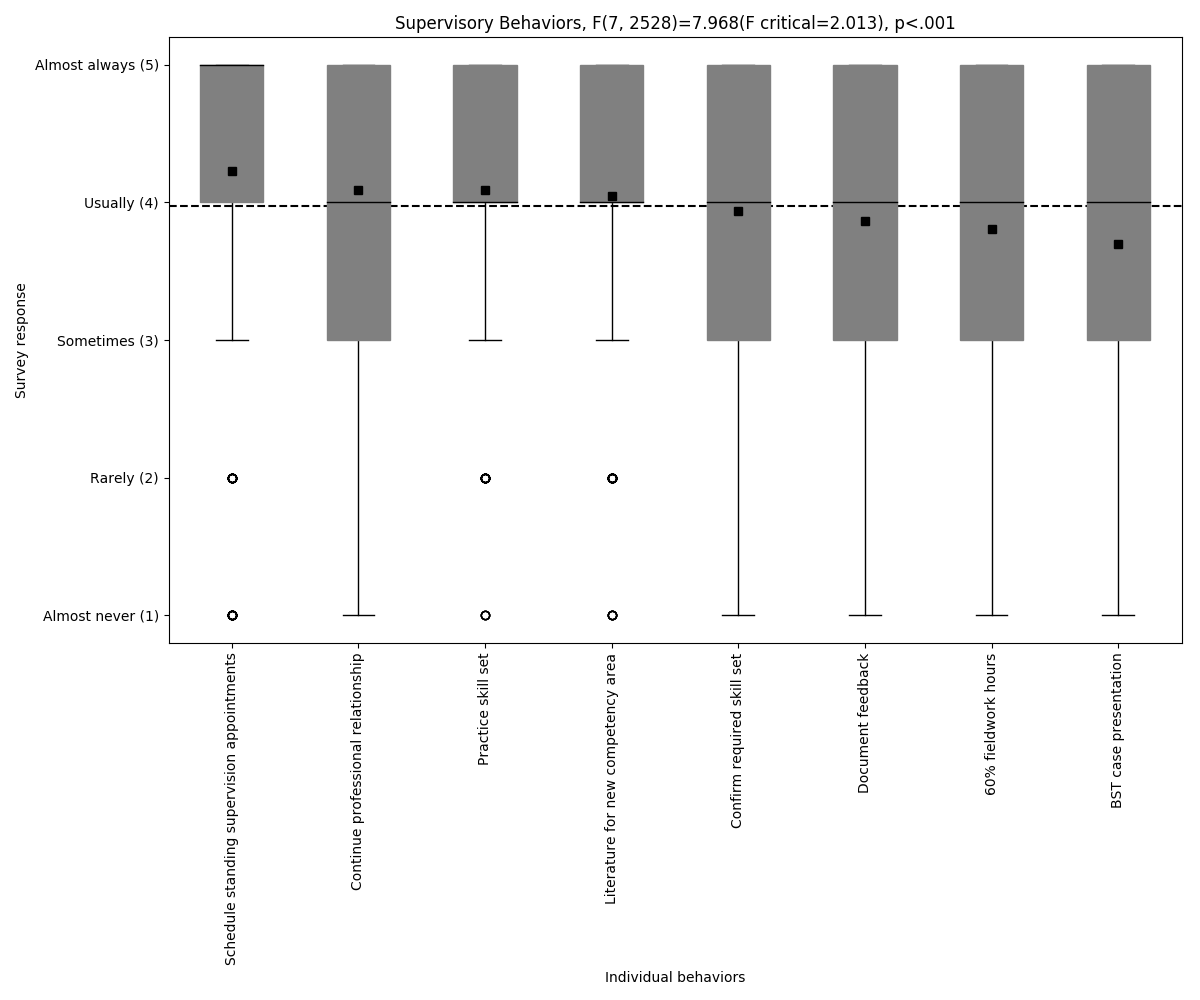 Supervisory Behaviors, F(7, 2528)=7.968(F critical=2.013), p<.001
Almost always (5)
Usually (4)
Sometimes (3)
Rarely (2)
Almost never (1)
Survey response
Schedule standing supervision appointments
Continue professional relationship
Practice skill set
Literature for new competency area
Confirm required skill set
Document feedback
60% fieldwork hours
BST case presentation
Individual behaviors